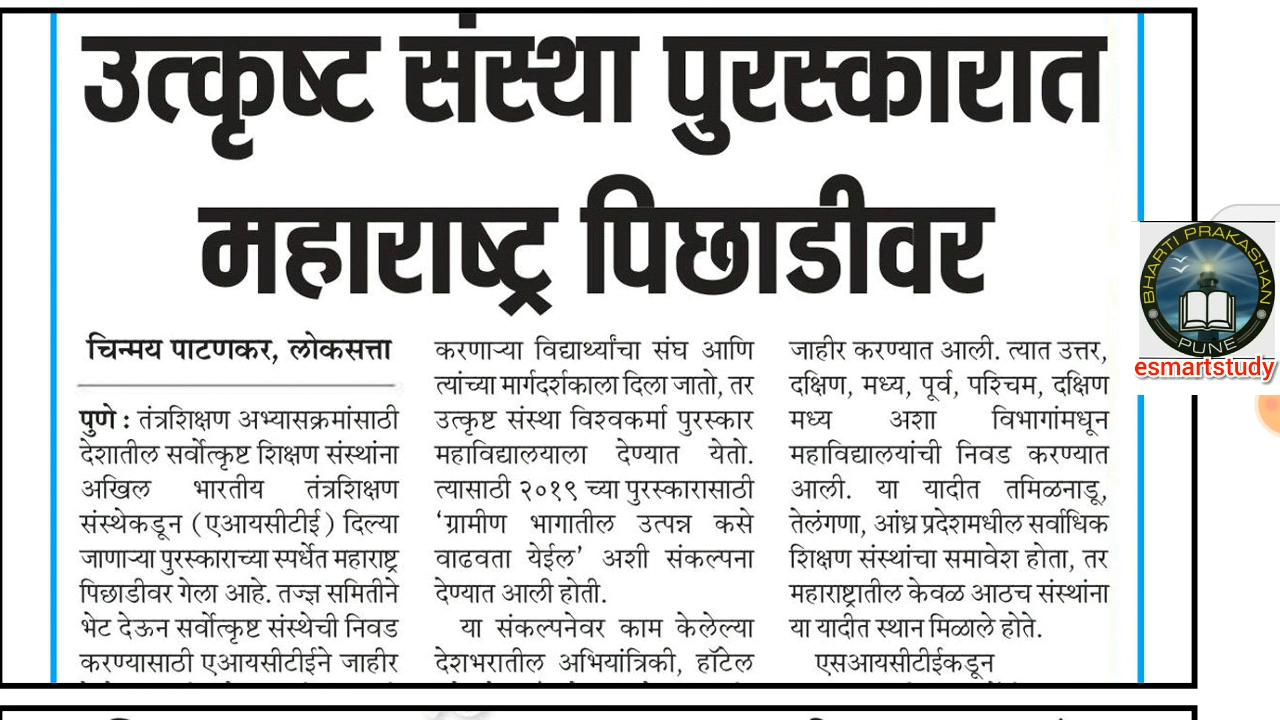 उत्कृष्ट संस्था पुरस्कारात
महाराष्ट्र पिछाडीवर
चिन्मय पाटणकर, लोकसत्ता
पुणे : तंत्रशिक्षण अभ्यासक्रमांसाठी
देशातील सर्वोत्कृष्ट शिक्षण संस्थांना
अखिल भारतीय तंत्रशिक्षण
संस्थेकडून (एआयसीटीई) दिल्या
जाणाऱ्या पुरस्काराच्या स्पर्धेत महाराष्ट्र
पिछाडीवर गेला आहे. तज्ज्ञ समितीने
भेट देऊन सर्वोत्कृष्ट संस्थेची निवड
करण्यासाठी एआयसीटीईने जाहीर
करणाऱ्या विद्यार्थ्यांचा संघ आणि
त्यांच्या मार्गदर्शकाला दिला जातो, तर
उत्कृष्ट संस्था विश्वकर्मा पुरस्कार
महाविद्यालयाला देण्यात येतो.
त्यासाठी २०१९ च्या पुरस्कारासाठी
‘ग्रामीण भागातील उत्पन्न कसे
वाढवता येईल’ अशी संकल्पना
देण्यात आली होती.
या संकल्पनेवर काम केलेल्या
देशभरातील अभियांत्रिकी, हॉटेल
जाहीर करण्यात आली. त्यात उत्तर,
दक्षिण, मध्य, पूर्व, पश्चिम, दक्षिण
मध्य अशा विभागांमधून
महाविद्यालयांची निवड करण्यात
आली. या यादीत तमिळनाडू,
तेलंगणा, आंध्र प्रदेशमधील सर्वाधिक
शिक्षण संस्थांचा समावेश होता, तर
महाराष्ट्रातील केवळ आठच संस्थांना
या यादीत स्थान मिळाले होते.
एसआयसीटीईकडून
BHARTI PRAKASHAN
PUNE
esmartstudy